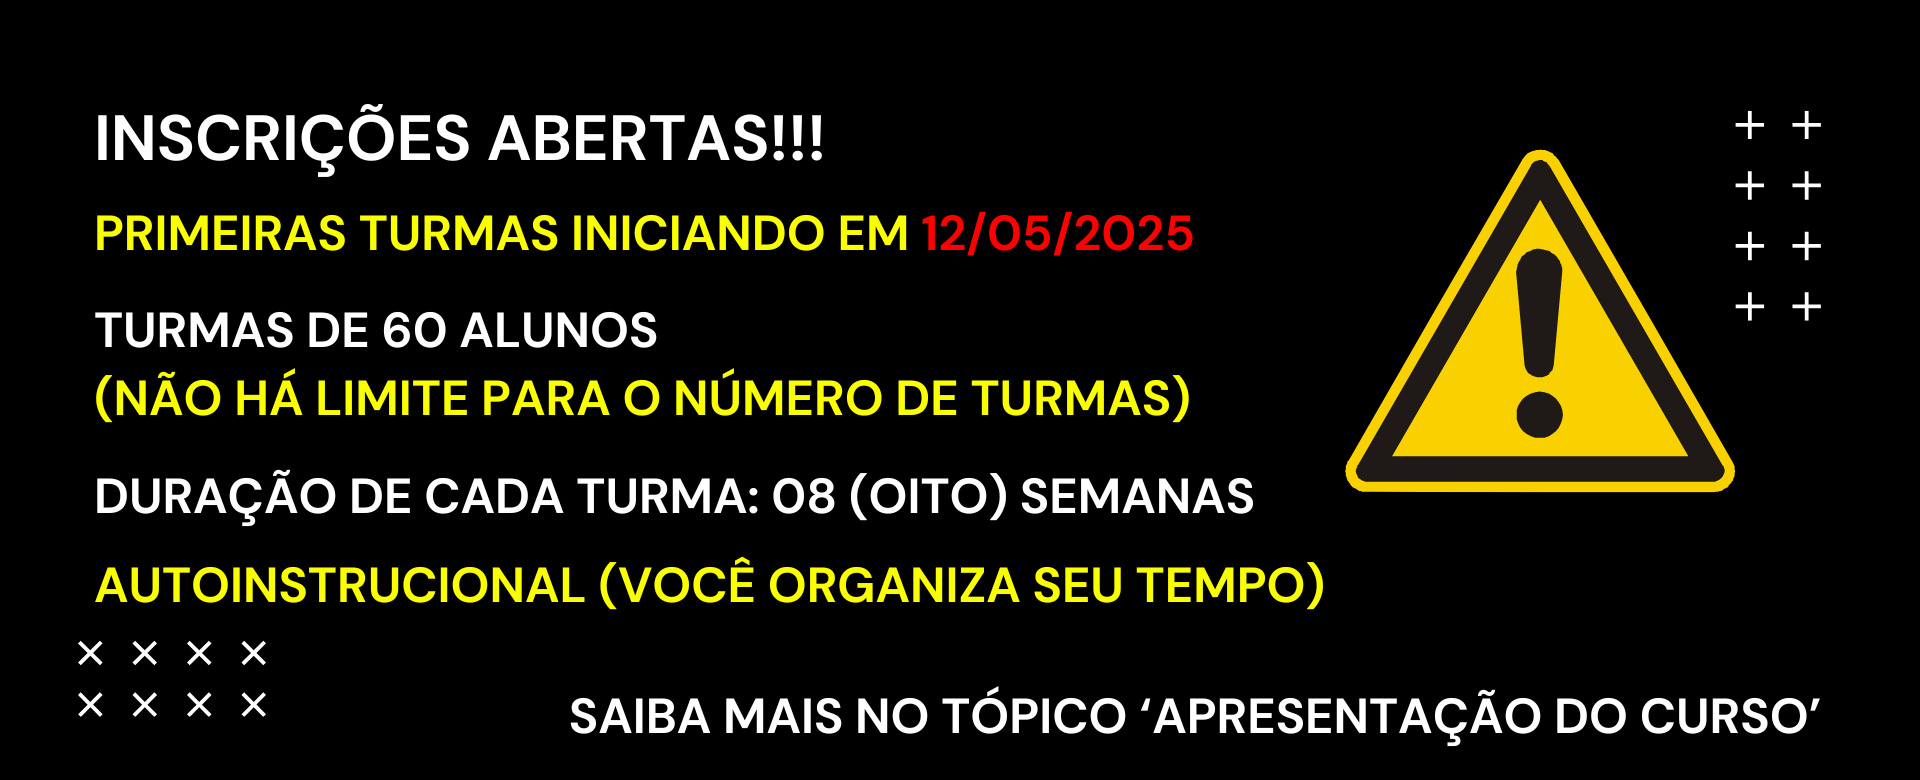 INSCRIÇÕES ABERTAS!!!
PRIMEIRAS TURMAS INICIANDO EM 12/05/2025
TURMAS DE 60 ALUNOS
(NÃO HÁ LIMITE PARA O NÚMERO DE TURMAS)
DURAÇÃO DE CADA TURMA: 08 (OITO) SEMANAS
AUTOINSTRUCIONAL (VOCÊ ORGANIZA SEU TEMPO)
SAIBA MAIS NO TÓPICO ‘APRESENTAÇÃO DO CURSO’